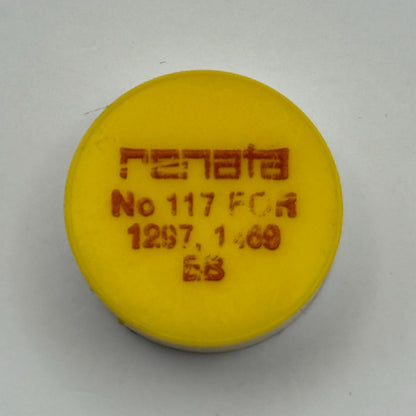 renata
No 117 FOR
1297, 1469
EB